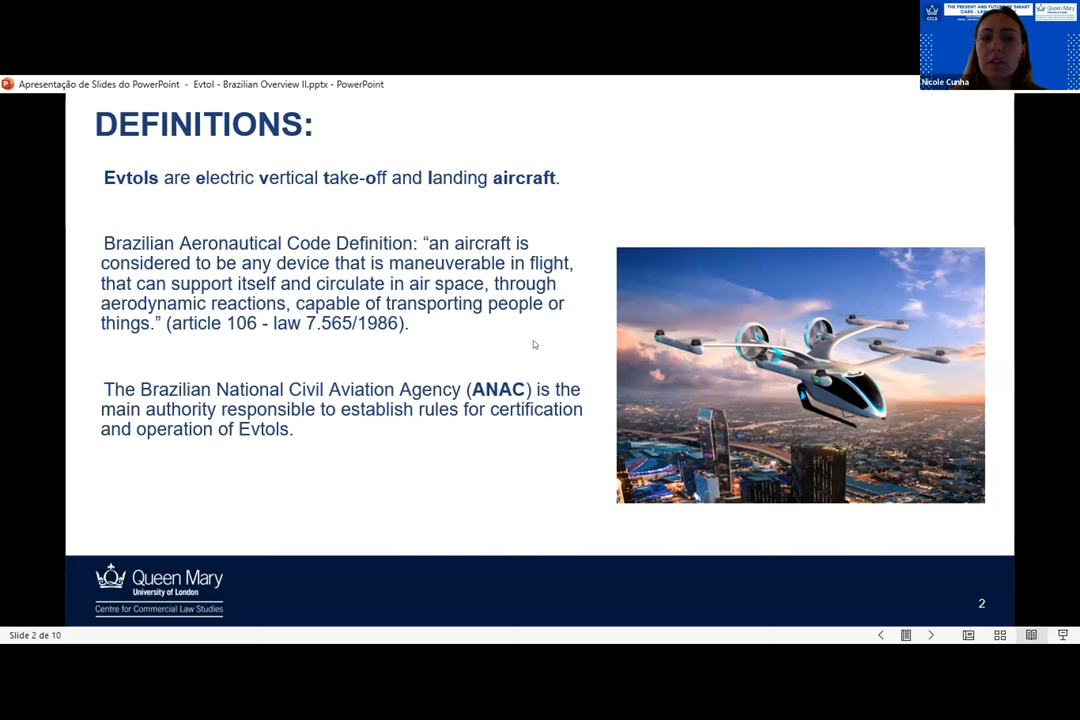 THE PRESENT AND FUTURE OF SMART
Queen Mary
CCLS
Nicole Cunha
Apresentação de Slides do PowerPoint - Evtol - Brazilian Overview II.pptx - PowerPoint
DEFINITIONS:
Evtols are electric vertical take-off and landing aircraft.
Brazilian Aeronautical Code Definition: “an aircraft is
considered to be any device that is maneuverable in flight,
that can support itself and circulate in air space, through
aerodynamic reactions, capable of transporting people or
things.” (article 106 - law 7.565/1986).
The Brazilian National Civil Aviation Agency (ANAC) is the
main authority responsible to establish rules for certification
and operation of Evtols.
Queen Mary
University of London
Centre for Commercial Law Studies
2
Slide 2 de 10